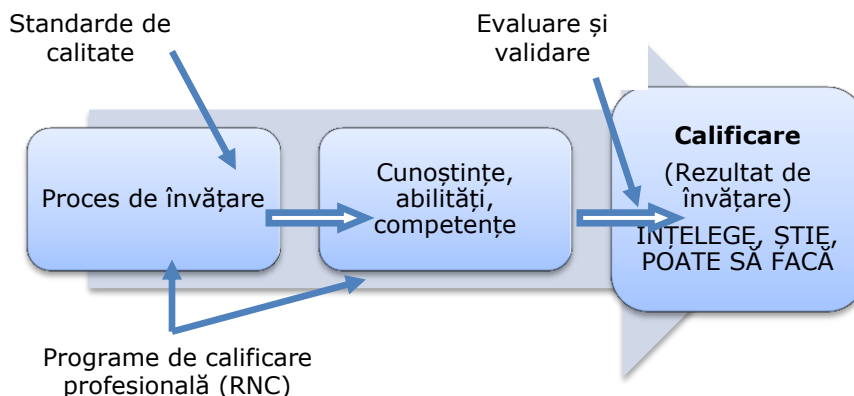 Standarde de
calitate
Evaluare și
validare
Proces de învățare
Cunoștințe,
abilități,
competențe
Calificare
(Rezultat de
învățare)
INȚELEGE, ȘTIE,
POATE SĂ FACĂ
Programe de calificare
profesională (RNC)